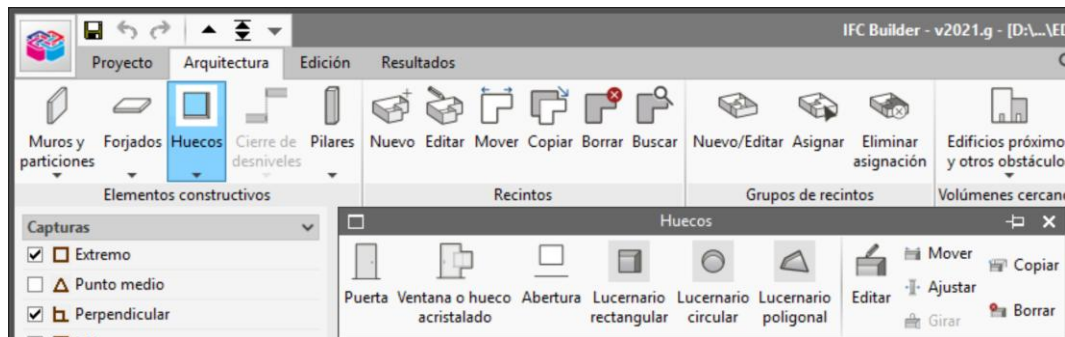 IFC Builder - v2021.g - [D:\...\ED
Proyecto Arquitectura Edición Resultados
Muros y particiones Forjados Huecos Cierre de desniveles Pilares
Nuevo Editar Mover Copiar Borrar Buscar
Nuevo/Editar Asignar Eliminar asignación
Edificios próximo
y otros obstáculo
Elementos constructivos Recintos Grupos de recintos Volúmenes cercan
Capturas
Extremo
Punto medio
Perpendicular
Huecos
Puerta Ventana o hueco acristalado Abertura Lucernario rectangular Lucernario circular Lucernario poligonal
Editar
Mover
Ajustar
Girar
Copiar
Borrar